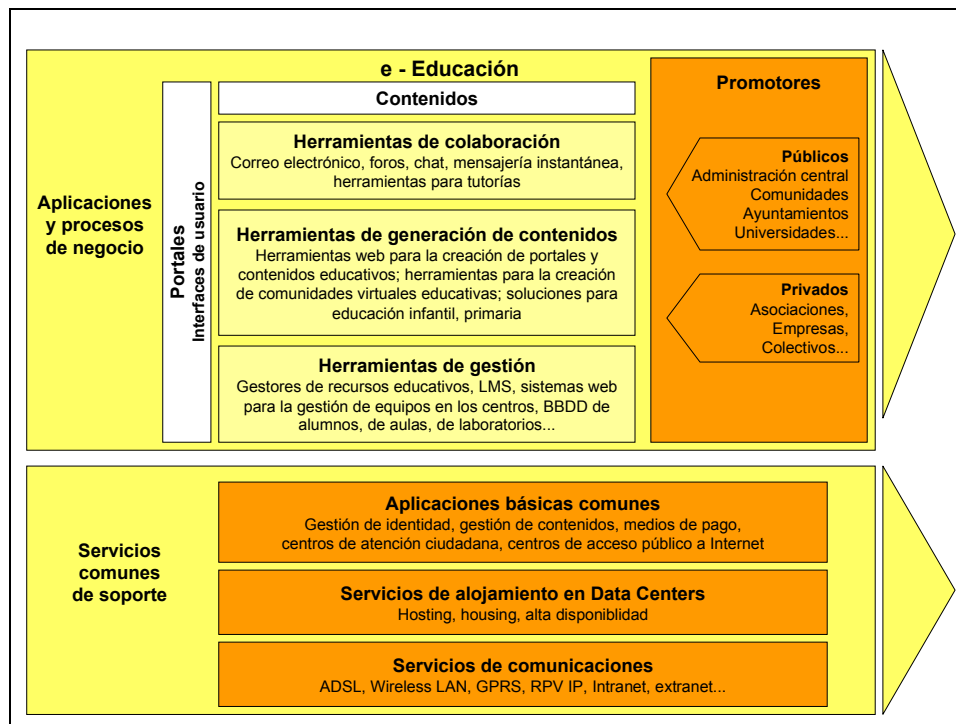 e - Educación
Aplicaciones
y procesos
de negocio
Portales
Interfaces de usuario
Contenidos
Herramientas de colaboración
Correo electrónico, foros, chat, mensajería instantánea,
herramientas para tutorías
Herramientas de generación de contenidos
Herramientas web para la creación de portales y
contenidos educativos; herramientas para la creación
de comunidades virtuales educativas; soluciones para
educación infantil, primaria
Herramientas de gestión
Gestores de recursos educativos, LMS, sistemas web
para la gestión de equipos en los centros, BBDD de
alumnos, de aulas, de laboratorios...
Promotores
Públicos
Administración central
Comunidades
Ayuntamientos
Universidades...
Privados
Asociaciones,
Empresas,
Colectivos...
Servicios
comunes
de soporte
Aplicaciones básicas comunes
Gestión de identidad, gestión de contenidos, medios de pago,
centros de atención ciudadana, centros de acceso público a Internet
Servicios de alojamiento en Data Centers
Hosting, housing, alta disponiblidad
Servicios de comunicaciones
ADSL, Wireless LAN, GPRS, RPV IP, Intranet, extranet...